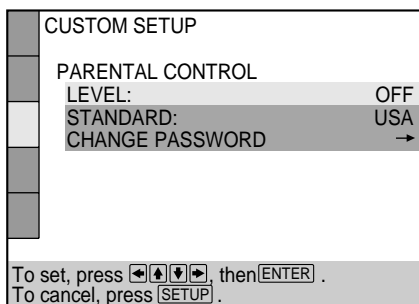 CUSTOM SETUP
PARENTAL CONTROL
LEVEL: OFF
STANDARD: USA
CHANGE PASSWORD →
To set, press ←↑↓→, then ENTER .
To cancel, press SETUP .